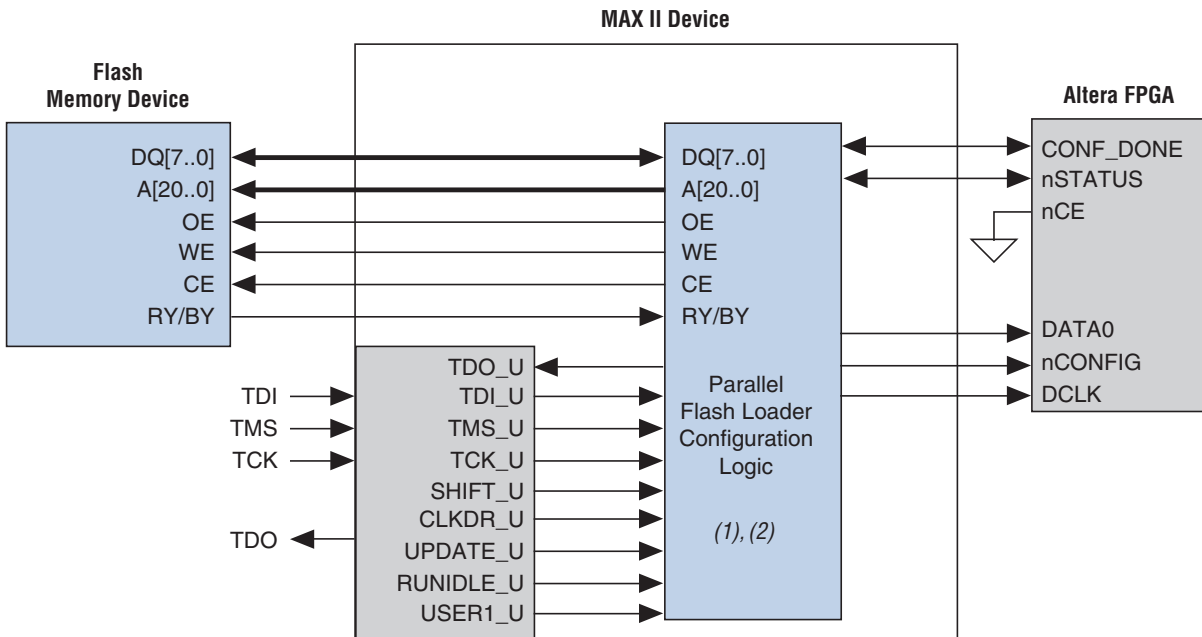 MAX II Device
Flash
Memory Device
Altera FPGA
DQ[7..0]
A[20..0]
OE
WE
CE
RY/BY
DQ[7..0]
A[20..0]
OE
WE
CE
RY/BY
Parallel
Flash Loader
Configuration
Logic
(1), (2)
CONF_DONE
nSTATUS
nCE
DATA0
nCONFIG
DCLK
TDI
TMS
TCK
TDO
TDO_U
TDI_U
TMS_U
TCK_U
SHIFT_U
CLKDR_U
UPDATE_U
RUNIDLE_U
USER1_U